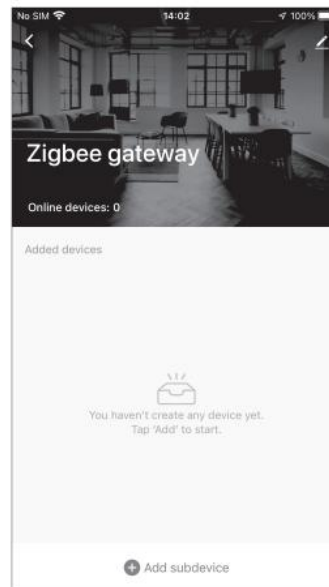 No SIM 14:02 100%
Zigbee gateway
Online devices: 0
Added devices
You haven't create any device yet.
Tap 'Add' to start.
Add subdevice